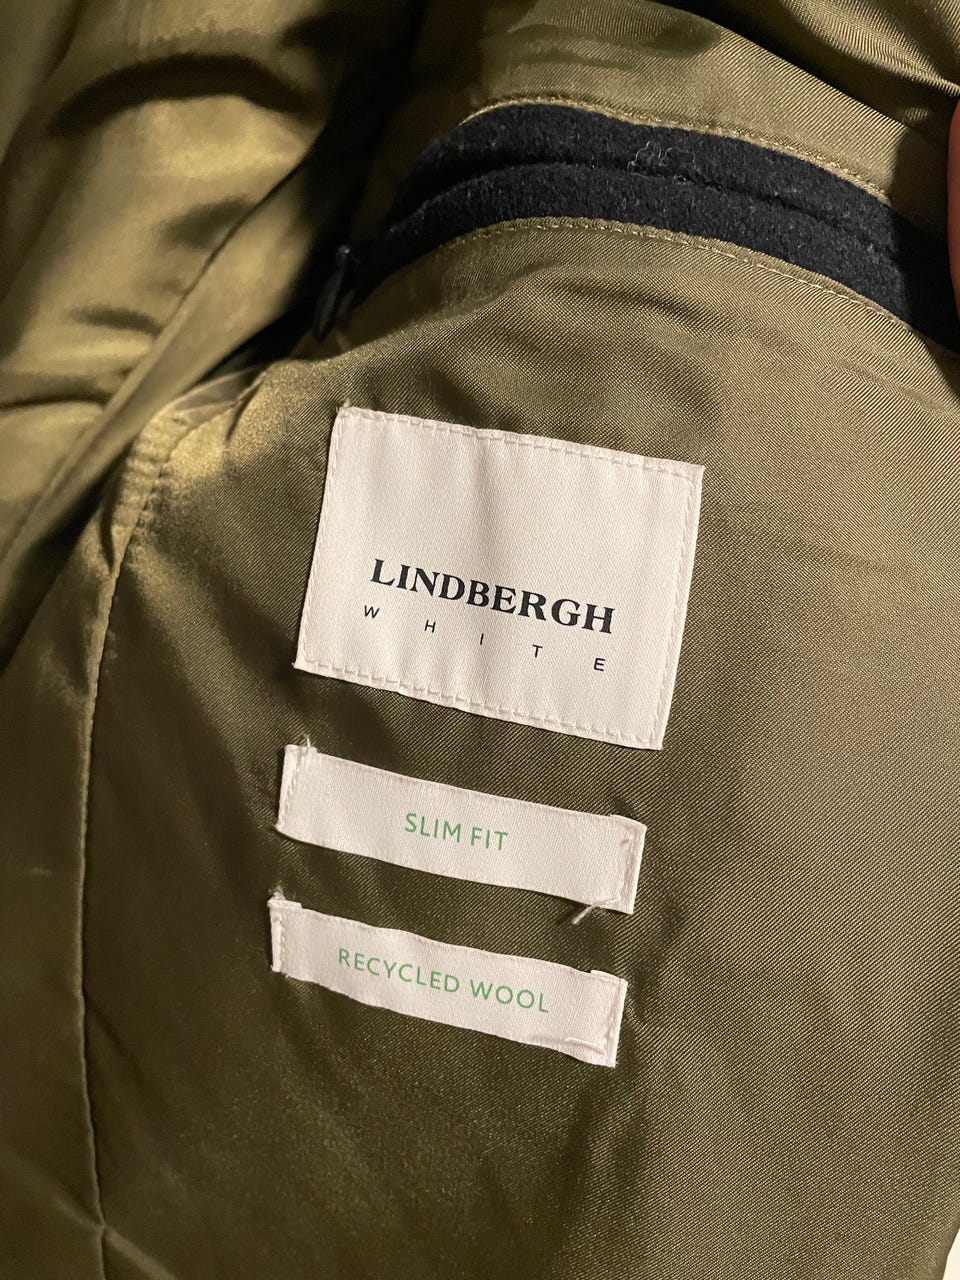 LINDBERGH
WHITE
SLIM FIT
RECYCLED WOOL